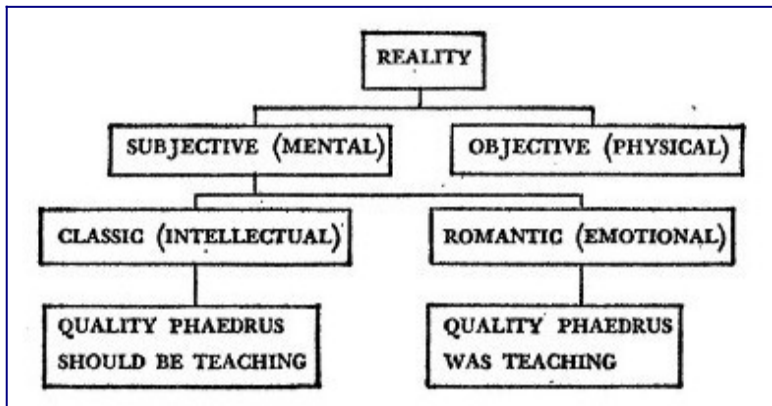 REALITY
SUBJECTIVE (MENTAL)
OBJECTIVE (PHYSICAL)
CLASSIC (INTELLECTUAL)
ROMANTIC (EMOTIONAL)
QUALITY PHAEDRUS
SHOULD BE TEACHING
QUALITY PHAEDRUS
WAS TEACHING